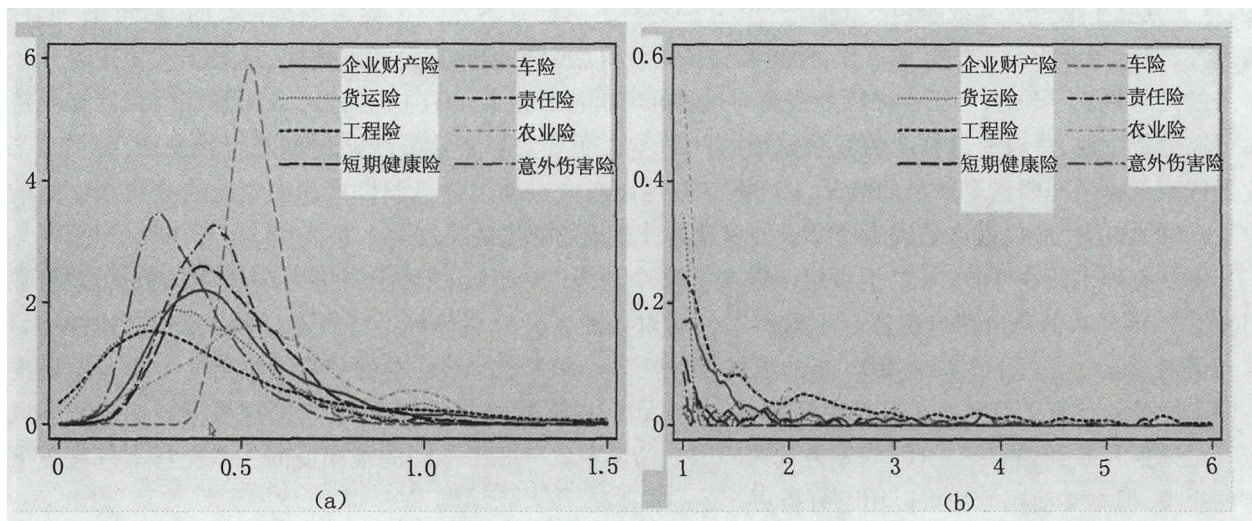 6
4
2
0
企业财产险 车险
货运险 责任险
工程险 农业险
短期健康险 意外伤害险
0 0.5 1.0 1.5
(a)
0.6
0.4
0.2
0
企业财产险 车险
货运险 责任险
工程险 农业险
短期健康险 意外伤害险
1 2 3 4 5 6
(b)